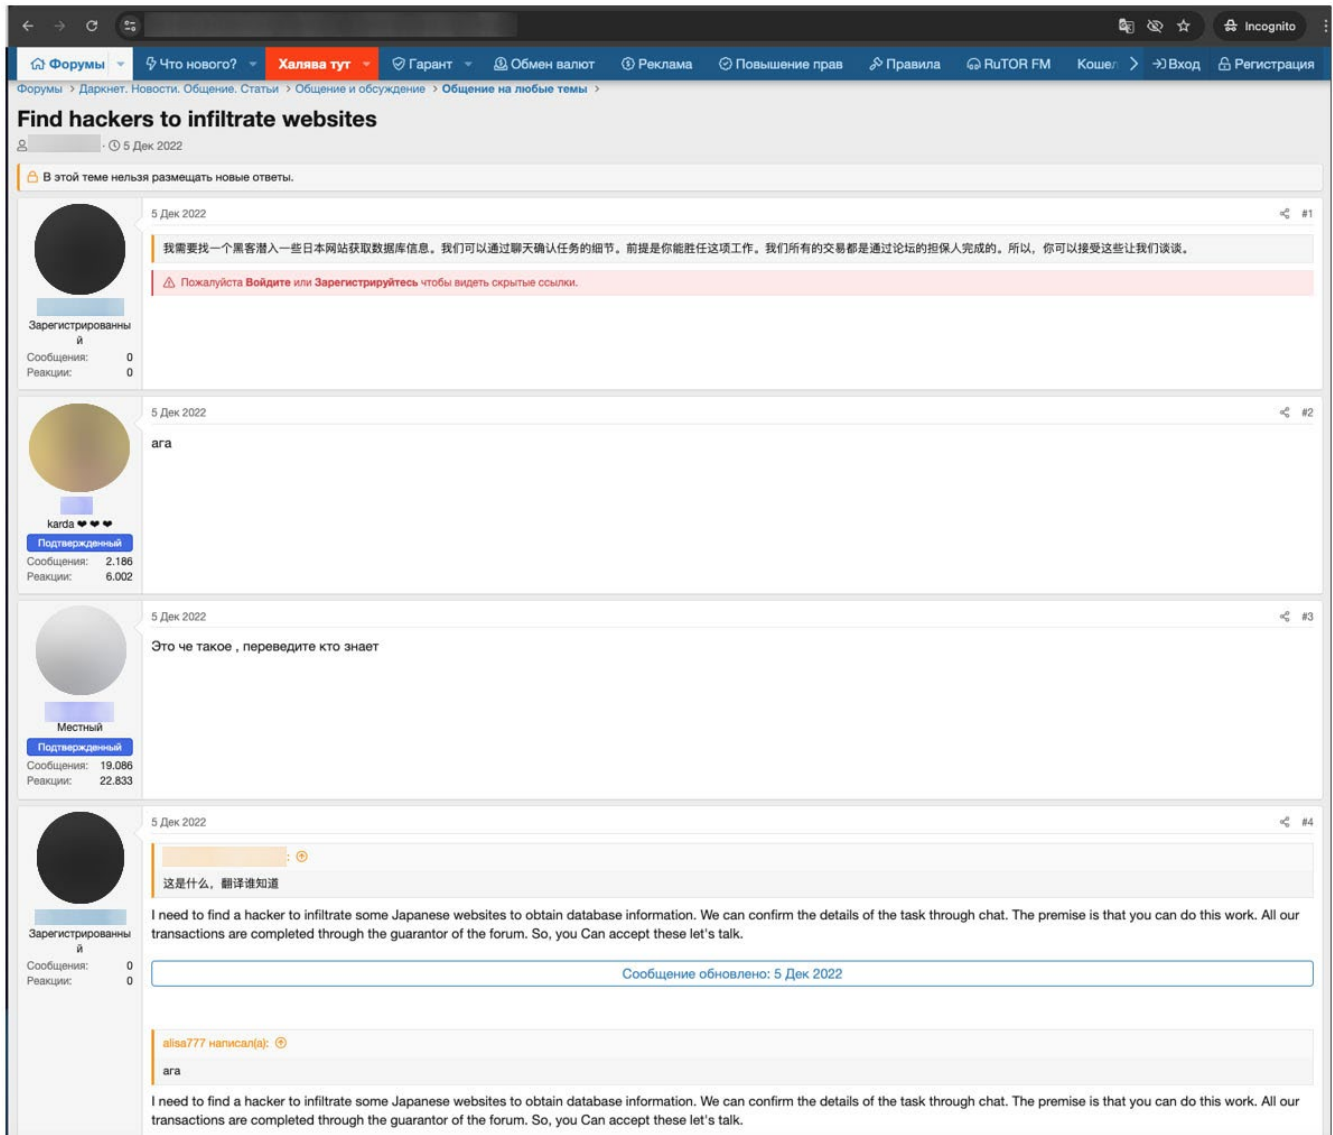 Incognito
Форумы
Что нового?
Халява тут
Гарант
Обмен валют
Реклама
Повышение прав
Правила
RuTOR FM
Вход
Регистрация
Форумы > Даркнет. Новости. Общение. Статьи > Общение и обсуждение > Общение на любые темы >
Find hackers to infiltrate websites
· 5 Дек 2022
В этой теме нельзя размещать новые ответы.
5 Дек 2022
#1
我需要找一个黑客潜入一些日本网站获取数据库信息。我们可以通过聊天确认任务的细节。前提是你能胜任这项工作。我们所有的交易都是通过论坛的担保人完成的。所以，你可以接受这些让我们谈谈。
Пожалуйста Войдите или Зарегистрируйтесь чтобы видеть скрытые ссылки.
Зарегистрированны
й
Сообщения: 0
Реакции: 0
5 Дек 2022
#2
ага
karda ❤ ❤ ❤
Подтвержденный
Сообщения: 2.186
Реакции: 6.002
5 Дек 2022
#3
Это че такое , переведите кто знает
Местный
Подтвержденный
Сообщения: 19.086
Реакции: 22.833
5 Дек 2022
#4
:
这是什么，翻译谁知道
I need to find a hacker to infiltrate some Japanese websites to obtain database information. We can confirm the details of the task through chat. The premise is that you can do this work. All our
transactions are completed through the guarantor of the forum. So, you Can accept these let's talk.
Зарегистрированны
й
Сообщения: 0
Реакции: 0
Сообщение обновлено: 5 Дек 2022
alisa777 написал(а):
ага
I need to find a hacker to infiltrate some Japanese websites to obtain database information. We can confirm the details of the task through chat. The premise is that you can do this work. All our
transactions are completed through the guarantor of the forum. So, you Can accept these let's talk.